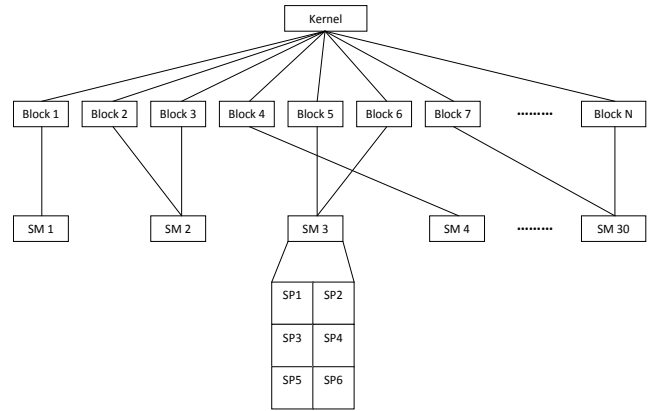 Kernel
Block 1 Block 2 Block 3 Block 4 Block 5 Block 6 Block 7 ......... Block N
SM 1 SM 2 SM 3 SM 4 ......... SM 30
SP1 SP2
SP3 SP4
SP5 SP6